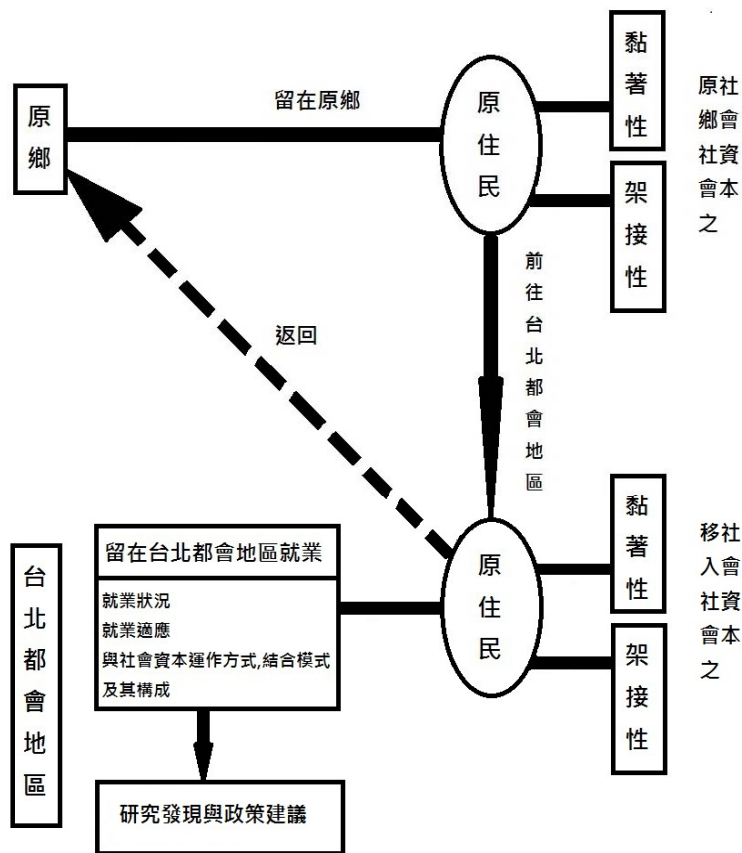 原鄉
留在原鄉
原住民
黏著性
架接性
原鄉社會之
社會資本
前往台北都會地區
返回
台北都會地區
留在台北都會地區就業
就業狀況
就業適應
與社會資本運作方式,結合模式
及其構成
研究發現與政策建議
原住民
黏著性
架接性
移入社會之
社會資本